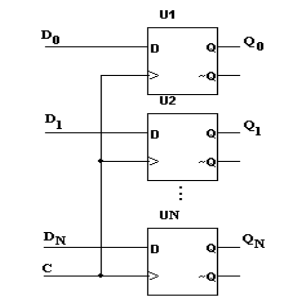 U1
D0 D Q Q0
~Q
U2
D1 D Q Q1
~Q
UN
DN D Q QN
C ~Q